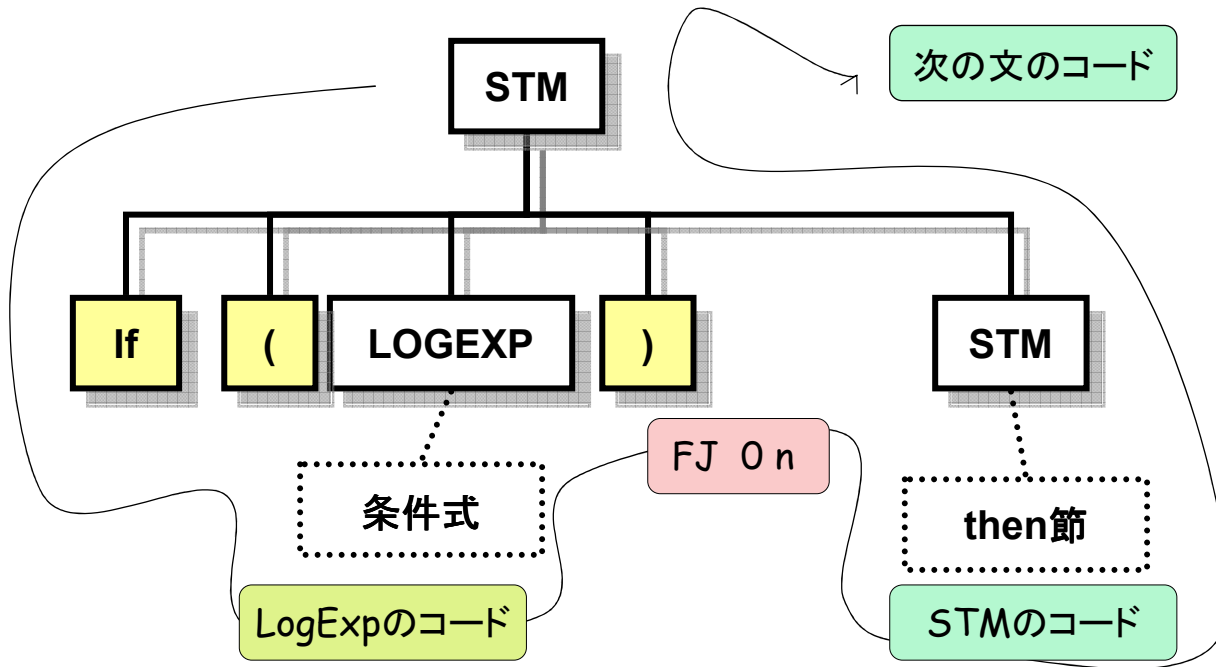 STM
次の文のコード
If
(
LOGEXP
)
STM
FJ 0 n
条件式
then節
LogExpのコード
STMのコード